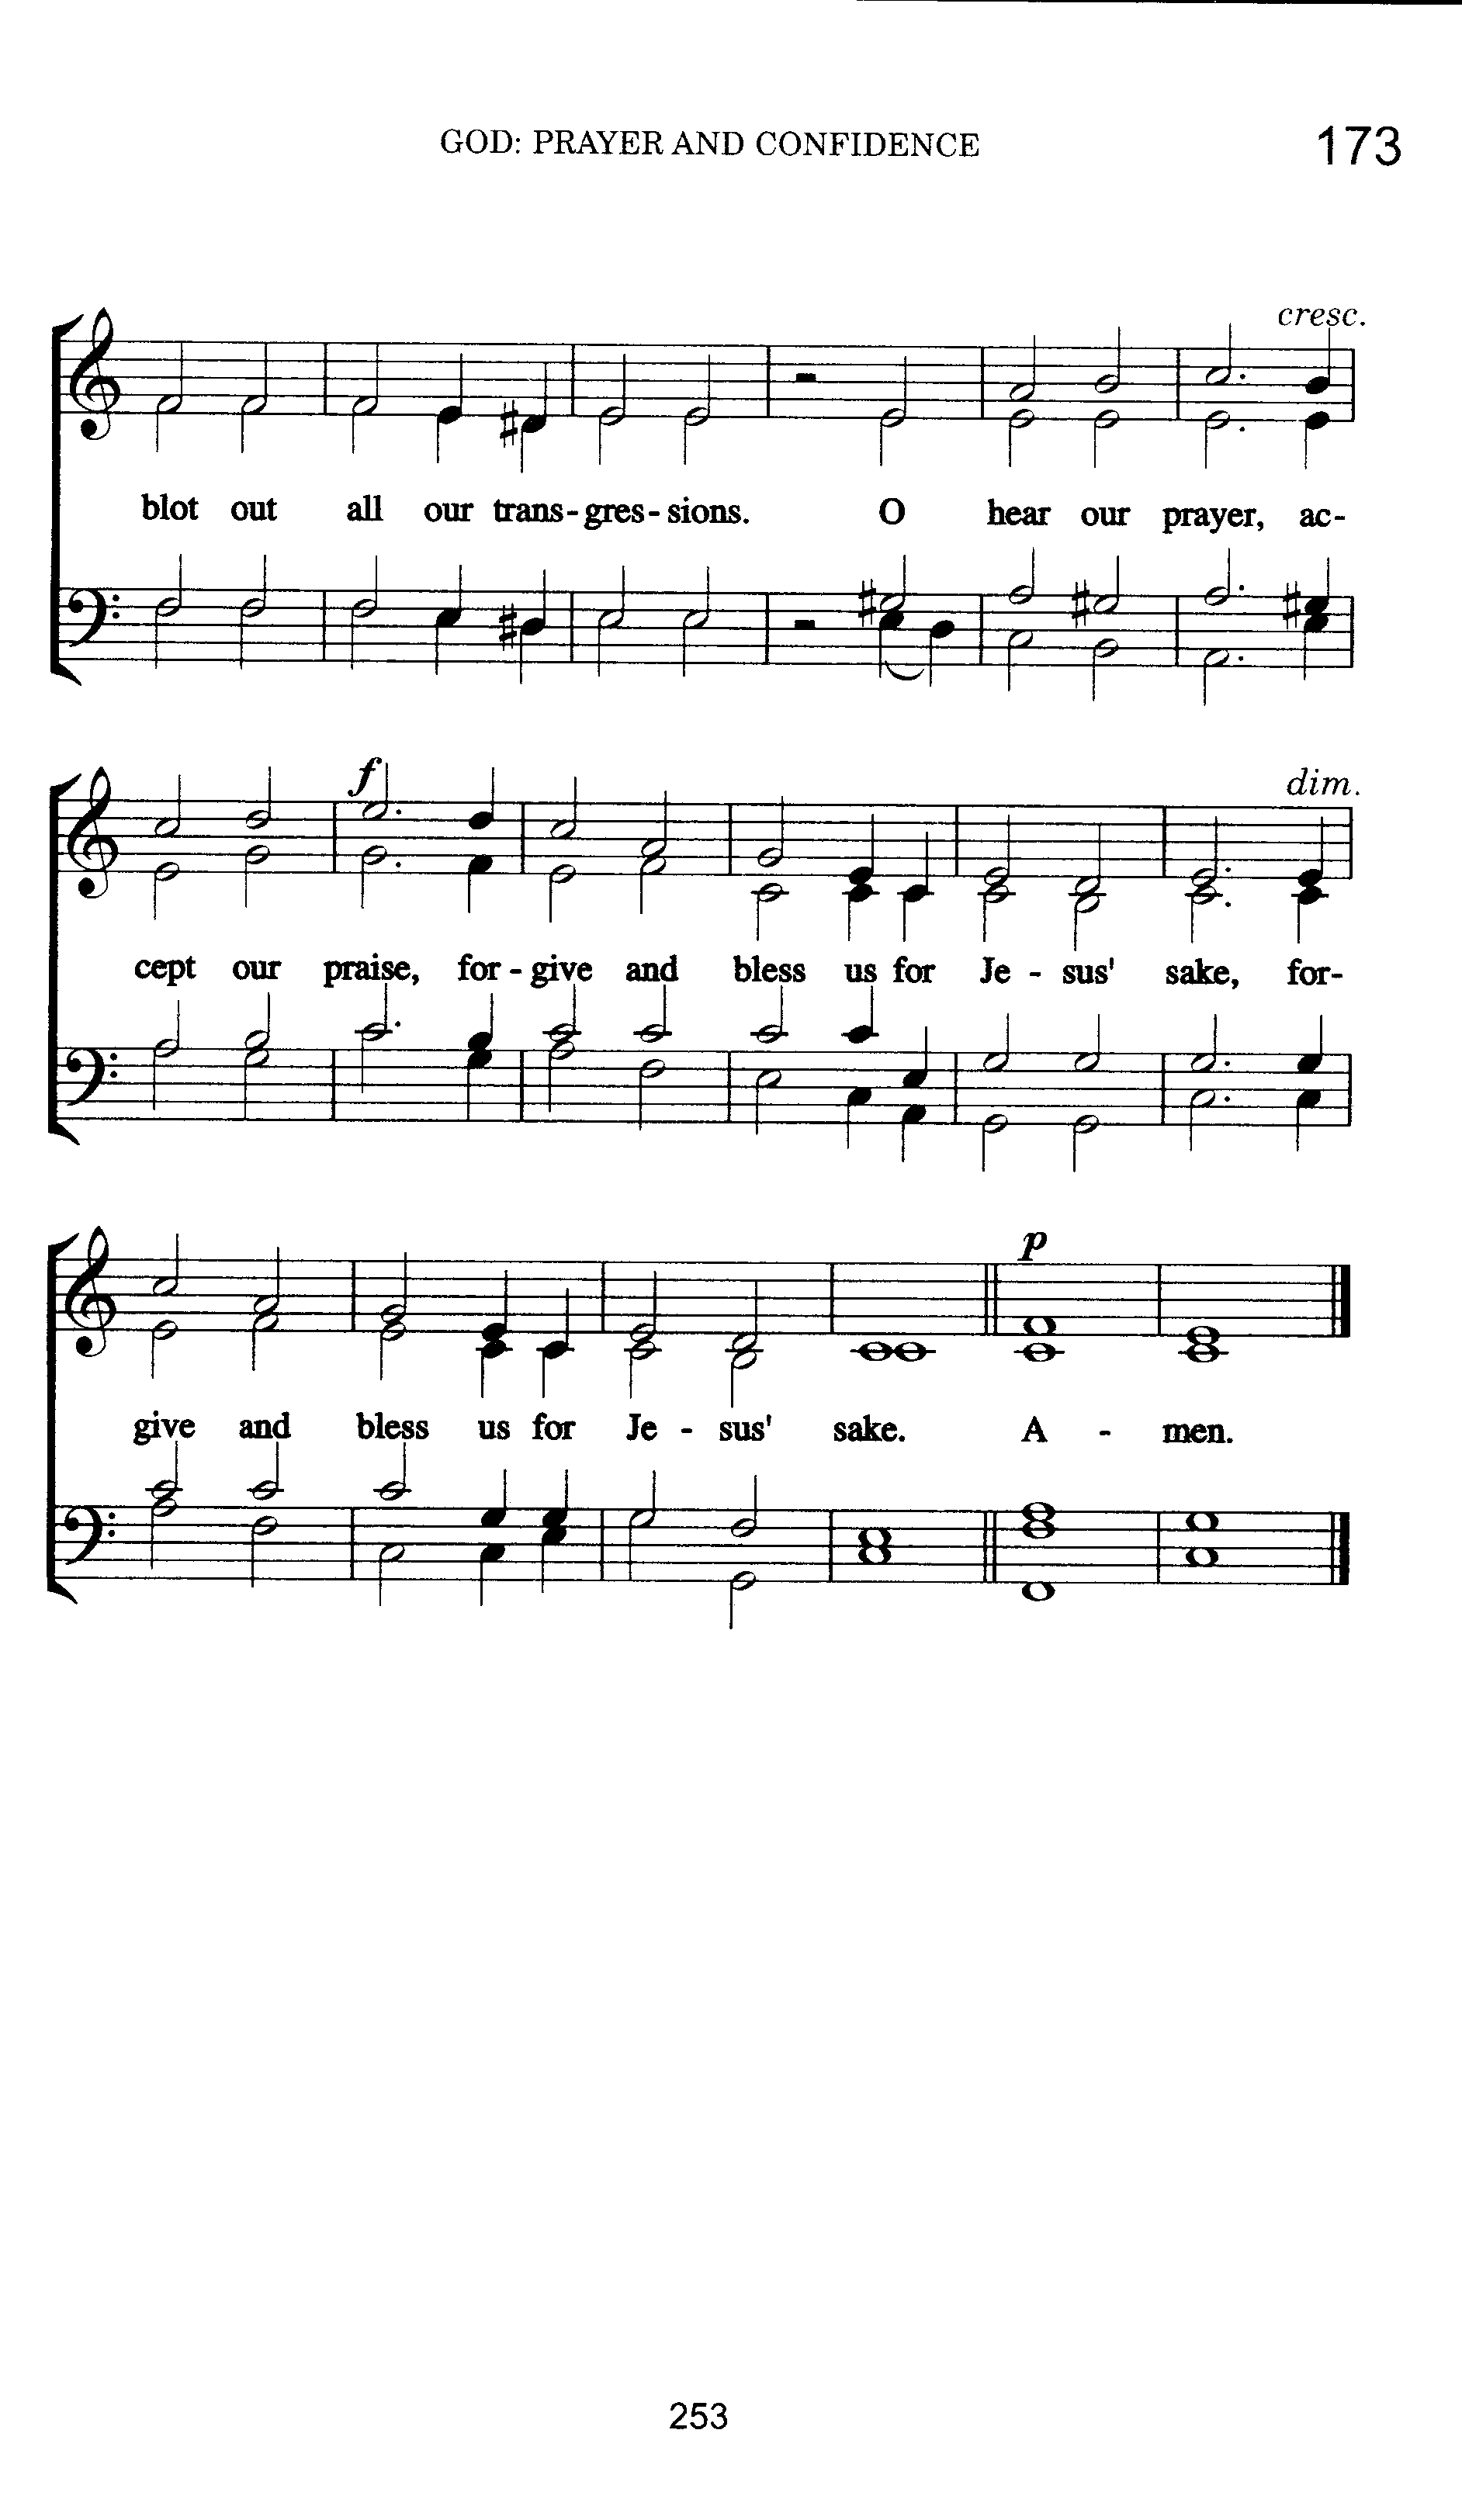 GOD: PRAYER AND CONFIDENCE 173
cresc.
blot out all our trans-gres-sions. O hear our prayer, ac-
f dim.
cept our praise, for-give and bless us for Je-sus' sake, for-
p
give and bless us for Je-sus' sake. A-men.
253